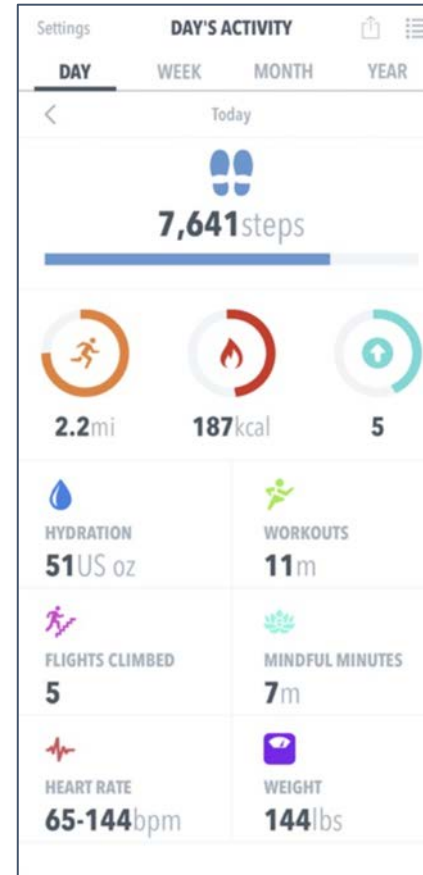 Settings DAY'S ACTIVITY
DAY WEEK MONTH YEAR
Today
7,641steps
2.2mi 187kcal 5
HYDRATION WORKOUTS
51US oz 11m
FLIGHTS CLIMBED MINDFUL MINUTES
5 7m
HEART RATE WEIGHT
65-144bpm 144lbs